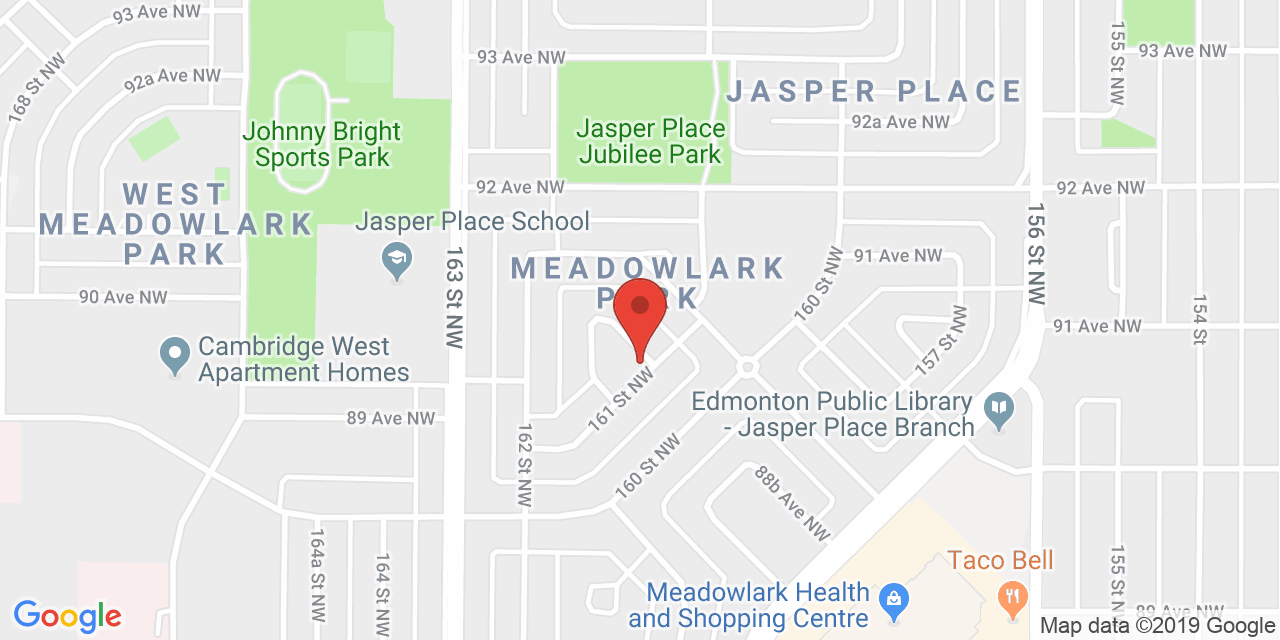 93 Ave NW
168 St NW
92a Ave NW
93 Ave NW
155 St NW
93 Ave NW
JASPER PLACE
92a Ave NW
Johnny Bright
Sports Park
Jasper Place
Jubilee Park
WEST
MEADOWLARK
PARK
92 Ave NW
92 Ave NW
Jasper Place School
156 St NW
163 St NW
MEADOWLARK
91 Ave NW
160 St NW
90 Ave NW
154 St
91 Ave NW
157 St NW
Cambridge West
Apartment Homes
161 St NW
89 Ave NW
Edmonton Public Library
- Jasper Place Branch
162 St NW
160 St NW
88b Ave NW
164a St NW
164 St NW
155 St N
Taco Bell
Meadowlark Health
and Shopping Centre
89 Ave NW
Google
Map data ©2019 Google